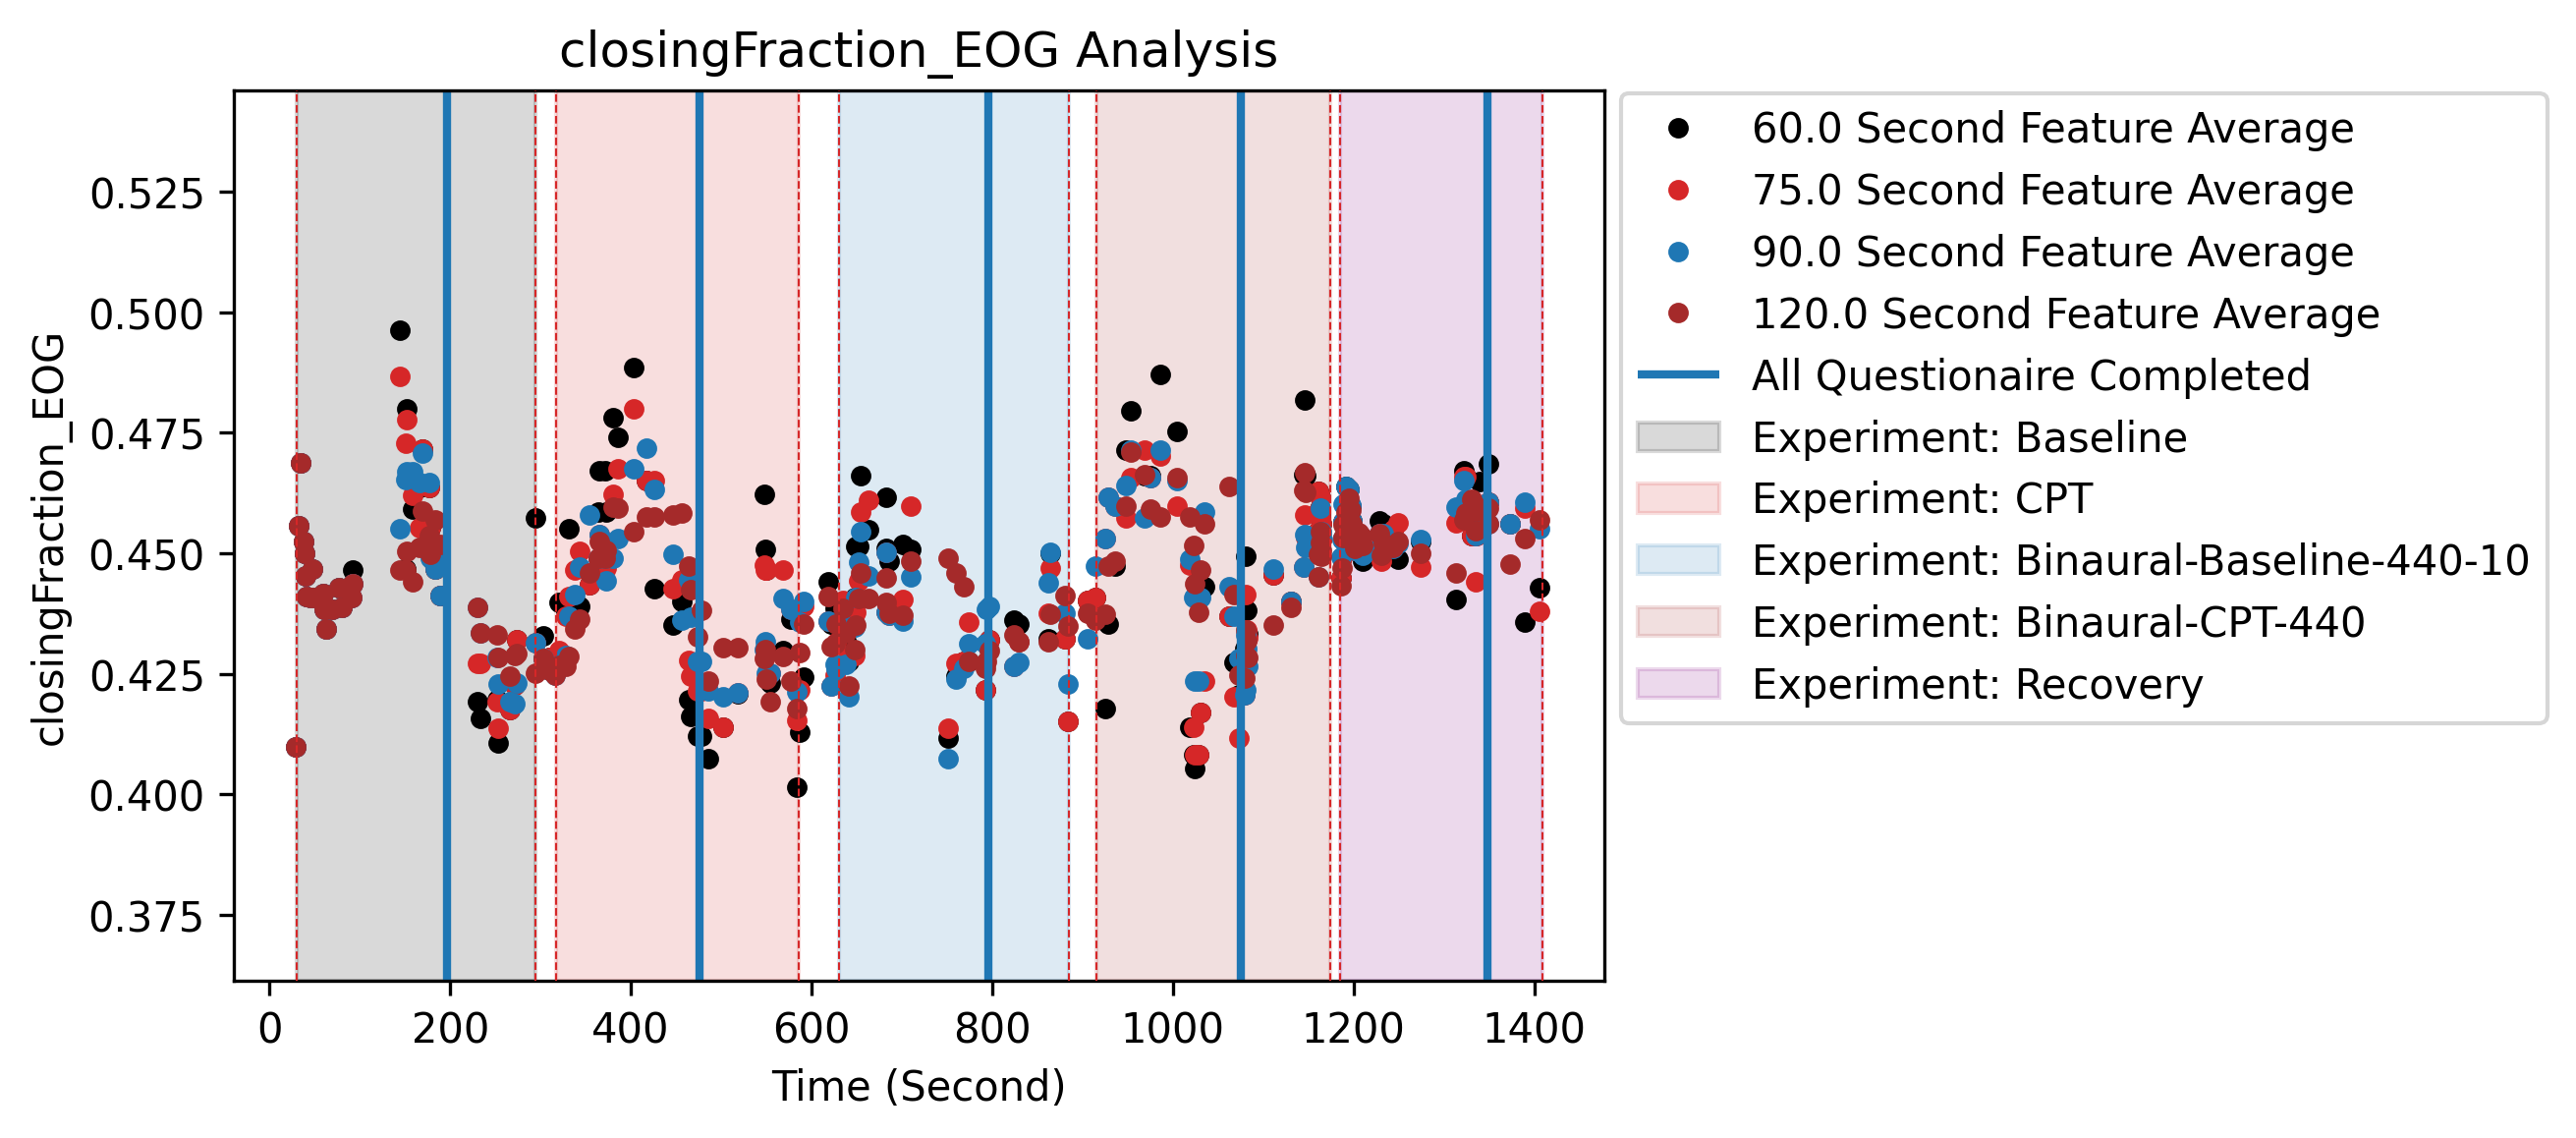 closingFraction_EOG Analysis
closingFraction_EOG
0.525
0.500
0.475
0.450
0.425
0.400
0.375
0 200 400 600 800 1000 1200 1400
Time (Second)
60.0 Second Feature Average
75.0 Second Feature Average
90.0 Second Feature Average
120.0 Second Feature Average
All Questionaire Completed
Experiment: Baseline
Experiment: CPT
Experiment: Binaural-Baseline-440-10
Experiment: Binaural-CPT-440
Experiment: Recovery